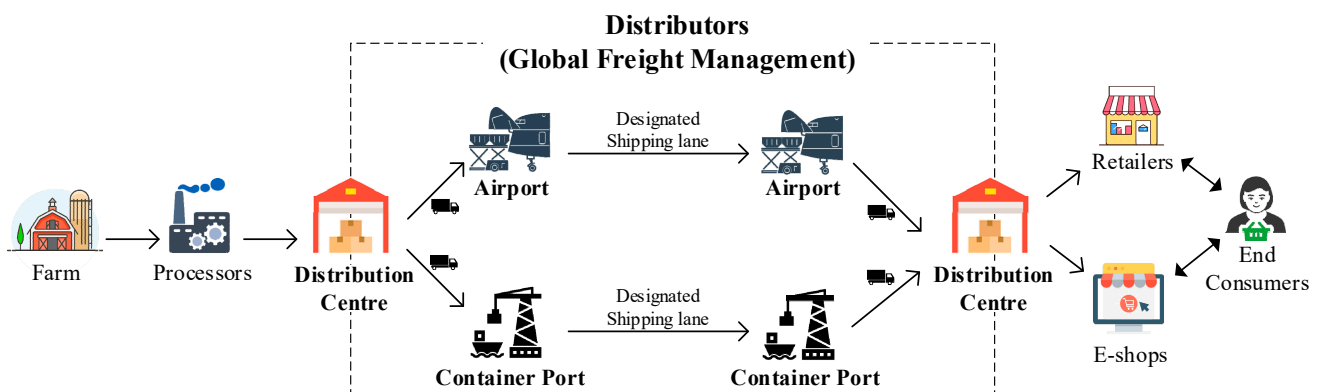 Distributors
(Global Freight Management)
Designated
Shipping lane
Airport
Airport
Retailers
Farm
Processors
Distribution
Centre
Distribution
Centre
End
Consumers
Designated
Shipping lane
E-shops
Container Port
Container Port